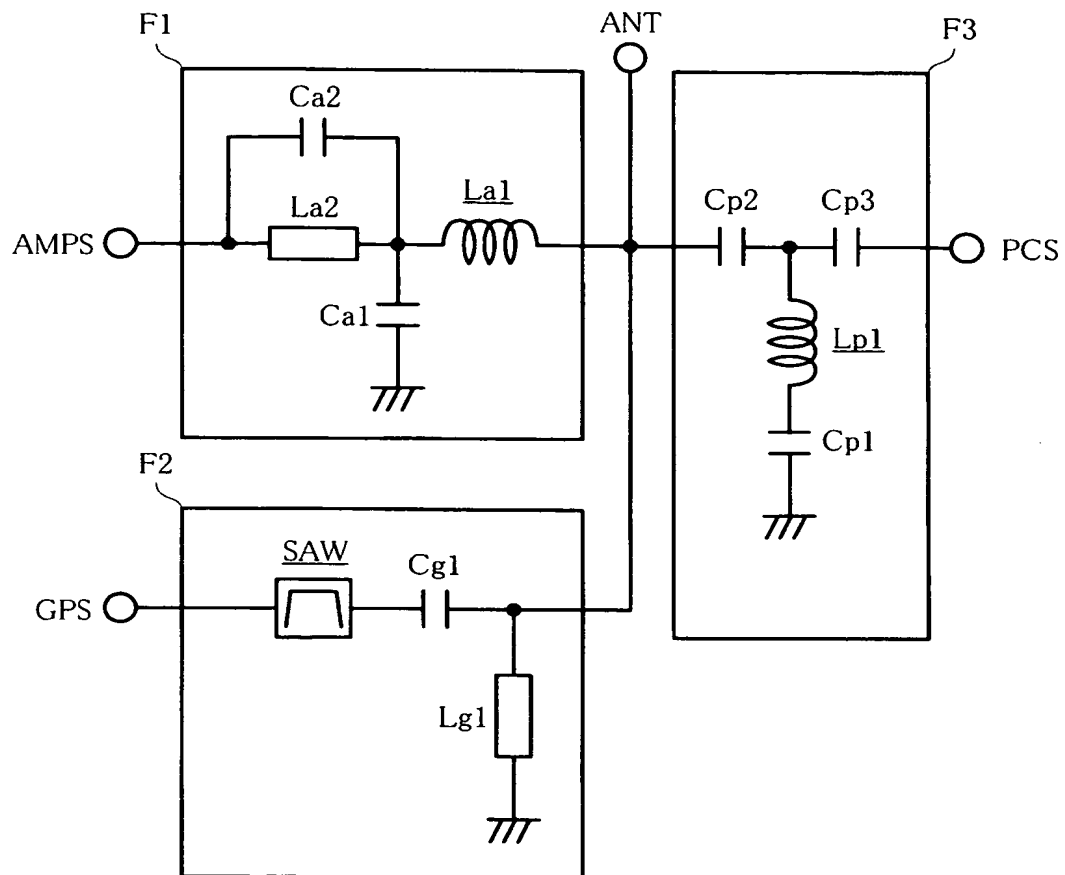 F1
ANT
F3
Ca2
La1
La2
AMPS
Ca1
Cp2
Cp3
PCS
Lp1
Cp1
F2
SAW
Cg1
GPS
Lg1